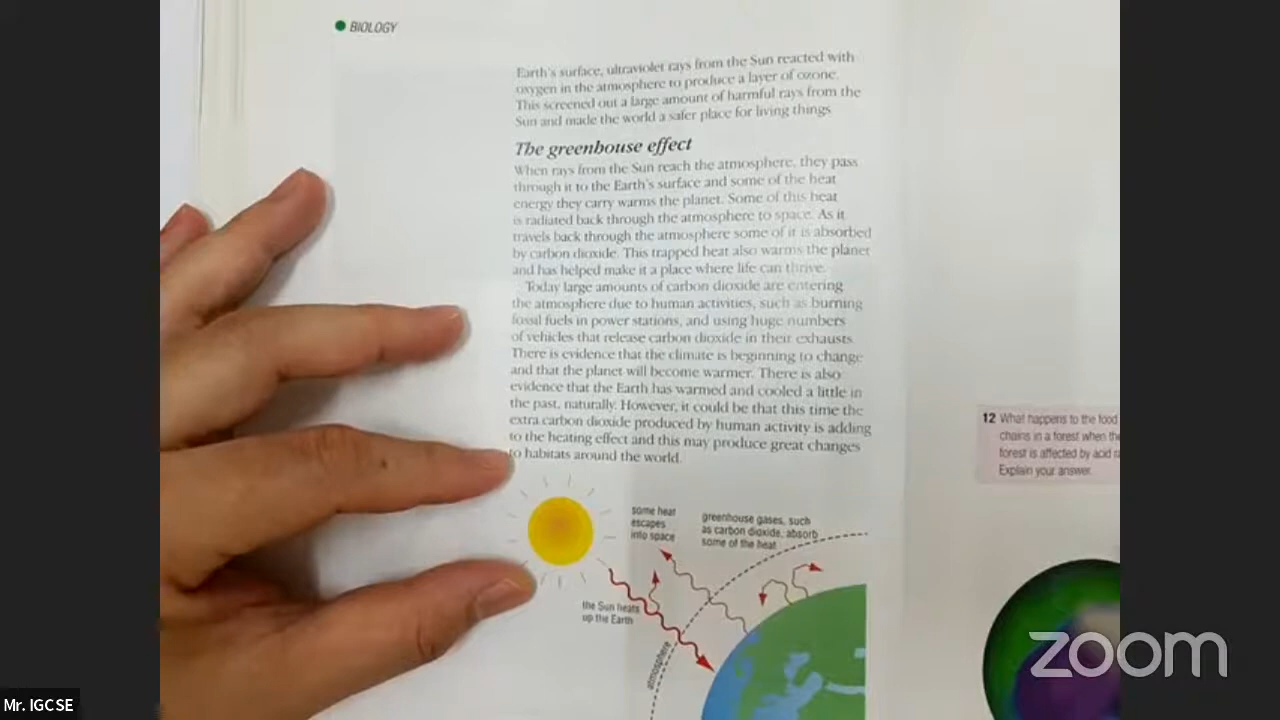 BIOLOGY
Earth's surface, ultraviolet rays from the Sun reacted with
oxygen in the atmosphere to produce a layer of ozone.
This screened out a large amount of harmful rays from the
Sun and made the world a safer place for living things
The greenhouse effect
When rays from the Sun reach the atmosphere, they pass
through it to the Earth's surface and some of the heat
energy they carry warms the planet. Some of this heat
is radiated back through the atmosphere to space. As it
travels back through the atmosphere some of it is absorbed
by carbon dioxide. This trapped heat also warms the planet
and has helped make it a place where life can thrive.
Today large amounts of carbon dioxide are entering
the atmosphere due to human activities, such as burning
fossil fuels in power stations, and using huge numbers
of vehicles that release carbon dioxide in their exhausts.
There is evidence that the climate is beginning to change
and that the planet will become warmer. There is also
evidence that the Earth has warmed and cooled a little in
the past, naturally. However, it could be that this time the
extra carbon dioxide produced by human activity is adding
to the heating effect and this may produce great changes
to habitats around the world.
some heat
escapes
into space
greenhouse gases, such
as carbon dioxide, absorb
some of the heat
the Sun heats
up the Earth
atmosphere
12 What happens to the food
chains in a forest when the
forest is affected by acid
Explain your answer.
zoom
Mr. IGCSE